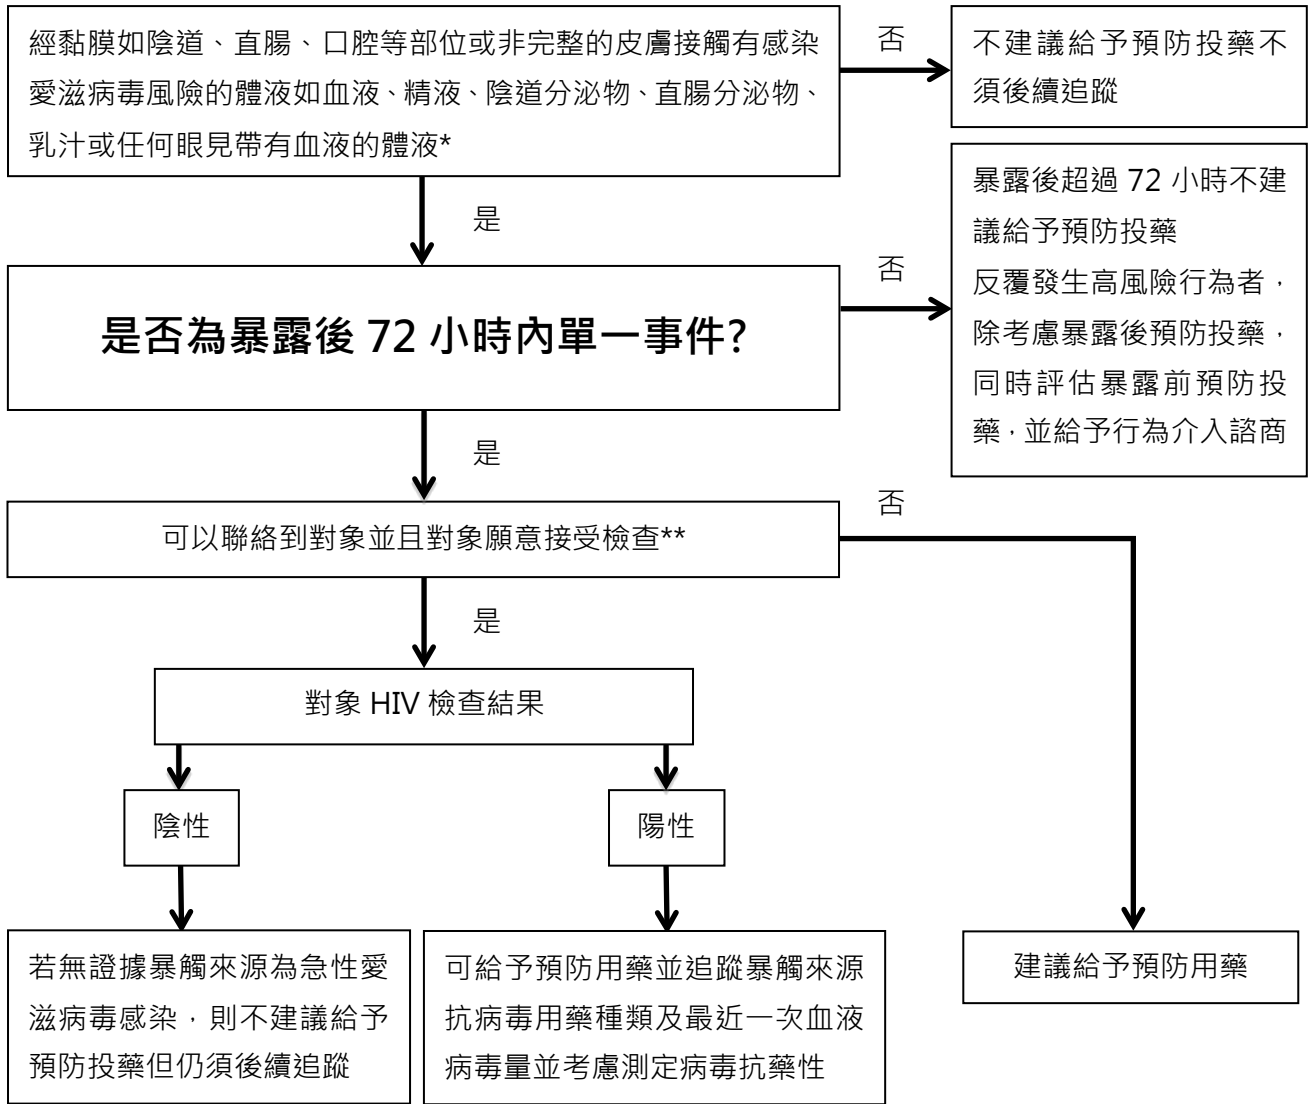 經黏膜如陰道、直腸、口腔等部位或非完整的皮膚接觸有感染
愛滋病毒風險的體液如血液、精液、陰道分泌物、直腸分泌物、
乳汁或任何眼見帶有血液的體液*
否
不建議給予預防投藥不
須後續追蹤
是
是否為暴露後 72 小時內單一事件?
否
暴露後超過 72 小時不建
議給予預防投藥
反覆發生高風險行為者，
除考慮暴露後預防投藥，
同時評估暴露前預防投
藥，並給予行為介入諮商
是
可以聯絡到對象並且對象願意接受檢查**
否
是
對象 HIV 檢查結果
陰性
陽性
若無證據暴觸來源為急性愛
滋病毒感染，則不建議給予
預防投藥但仍須後續追蹤
可給予預防用藥並追蹤暴觸來源
抗病毒用藥種類及最近一次血液
病毒量並考慮測定病毒抗藥性
建議給予預防用藥